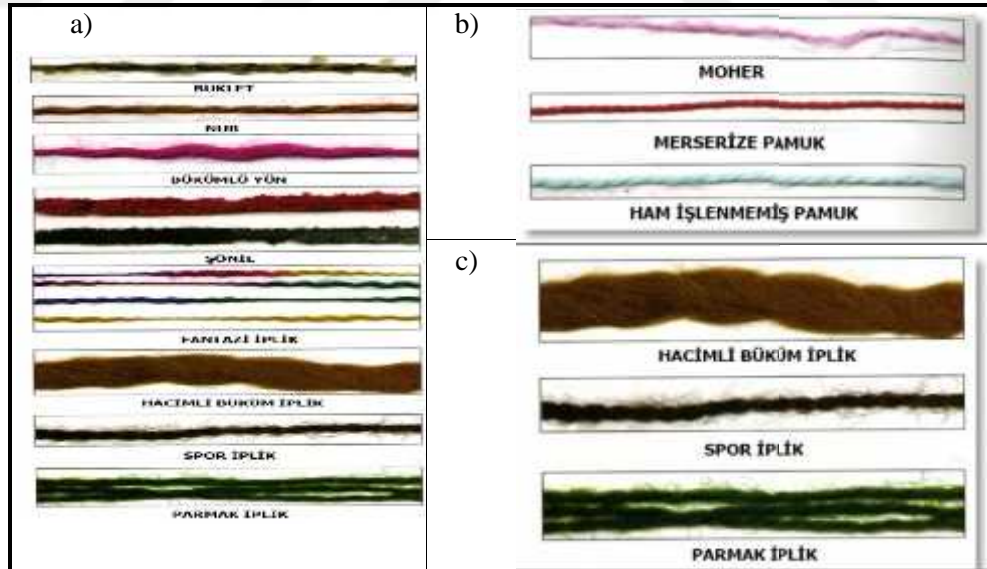 a)
BUKLET
BÜKÜMLÜ YÜN
ŞÖNİL
FANTAZİ İPLİK
HACİMLİ BÜKÜM İPLİK
SPOR İPLİK
PARMAK İPLİK
b)
MOHER
MERSERİZE PAMUK
HAM İŞLENMEMİŞ PAMUK
c)
HACİMLİ BÜKÜM İPLİK
SPOR İPLİK
PARMAK İPLİK